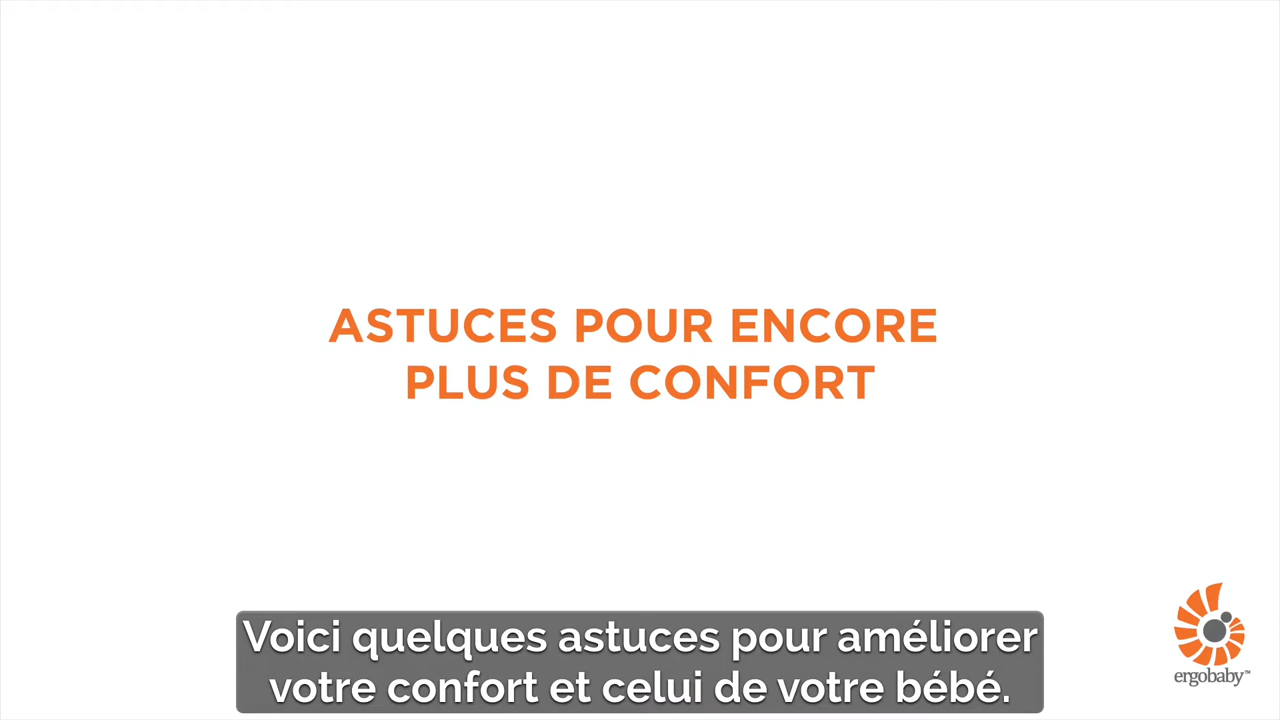 ASTUCES POUR ENCORE
PLUS DE CONFORT
Voici quelques astuces pour améliorer
votre confort et celui de votre bébé.
ergobaby™